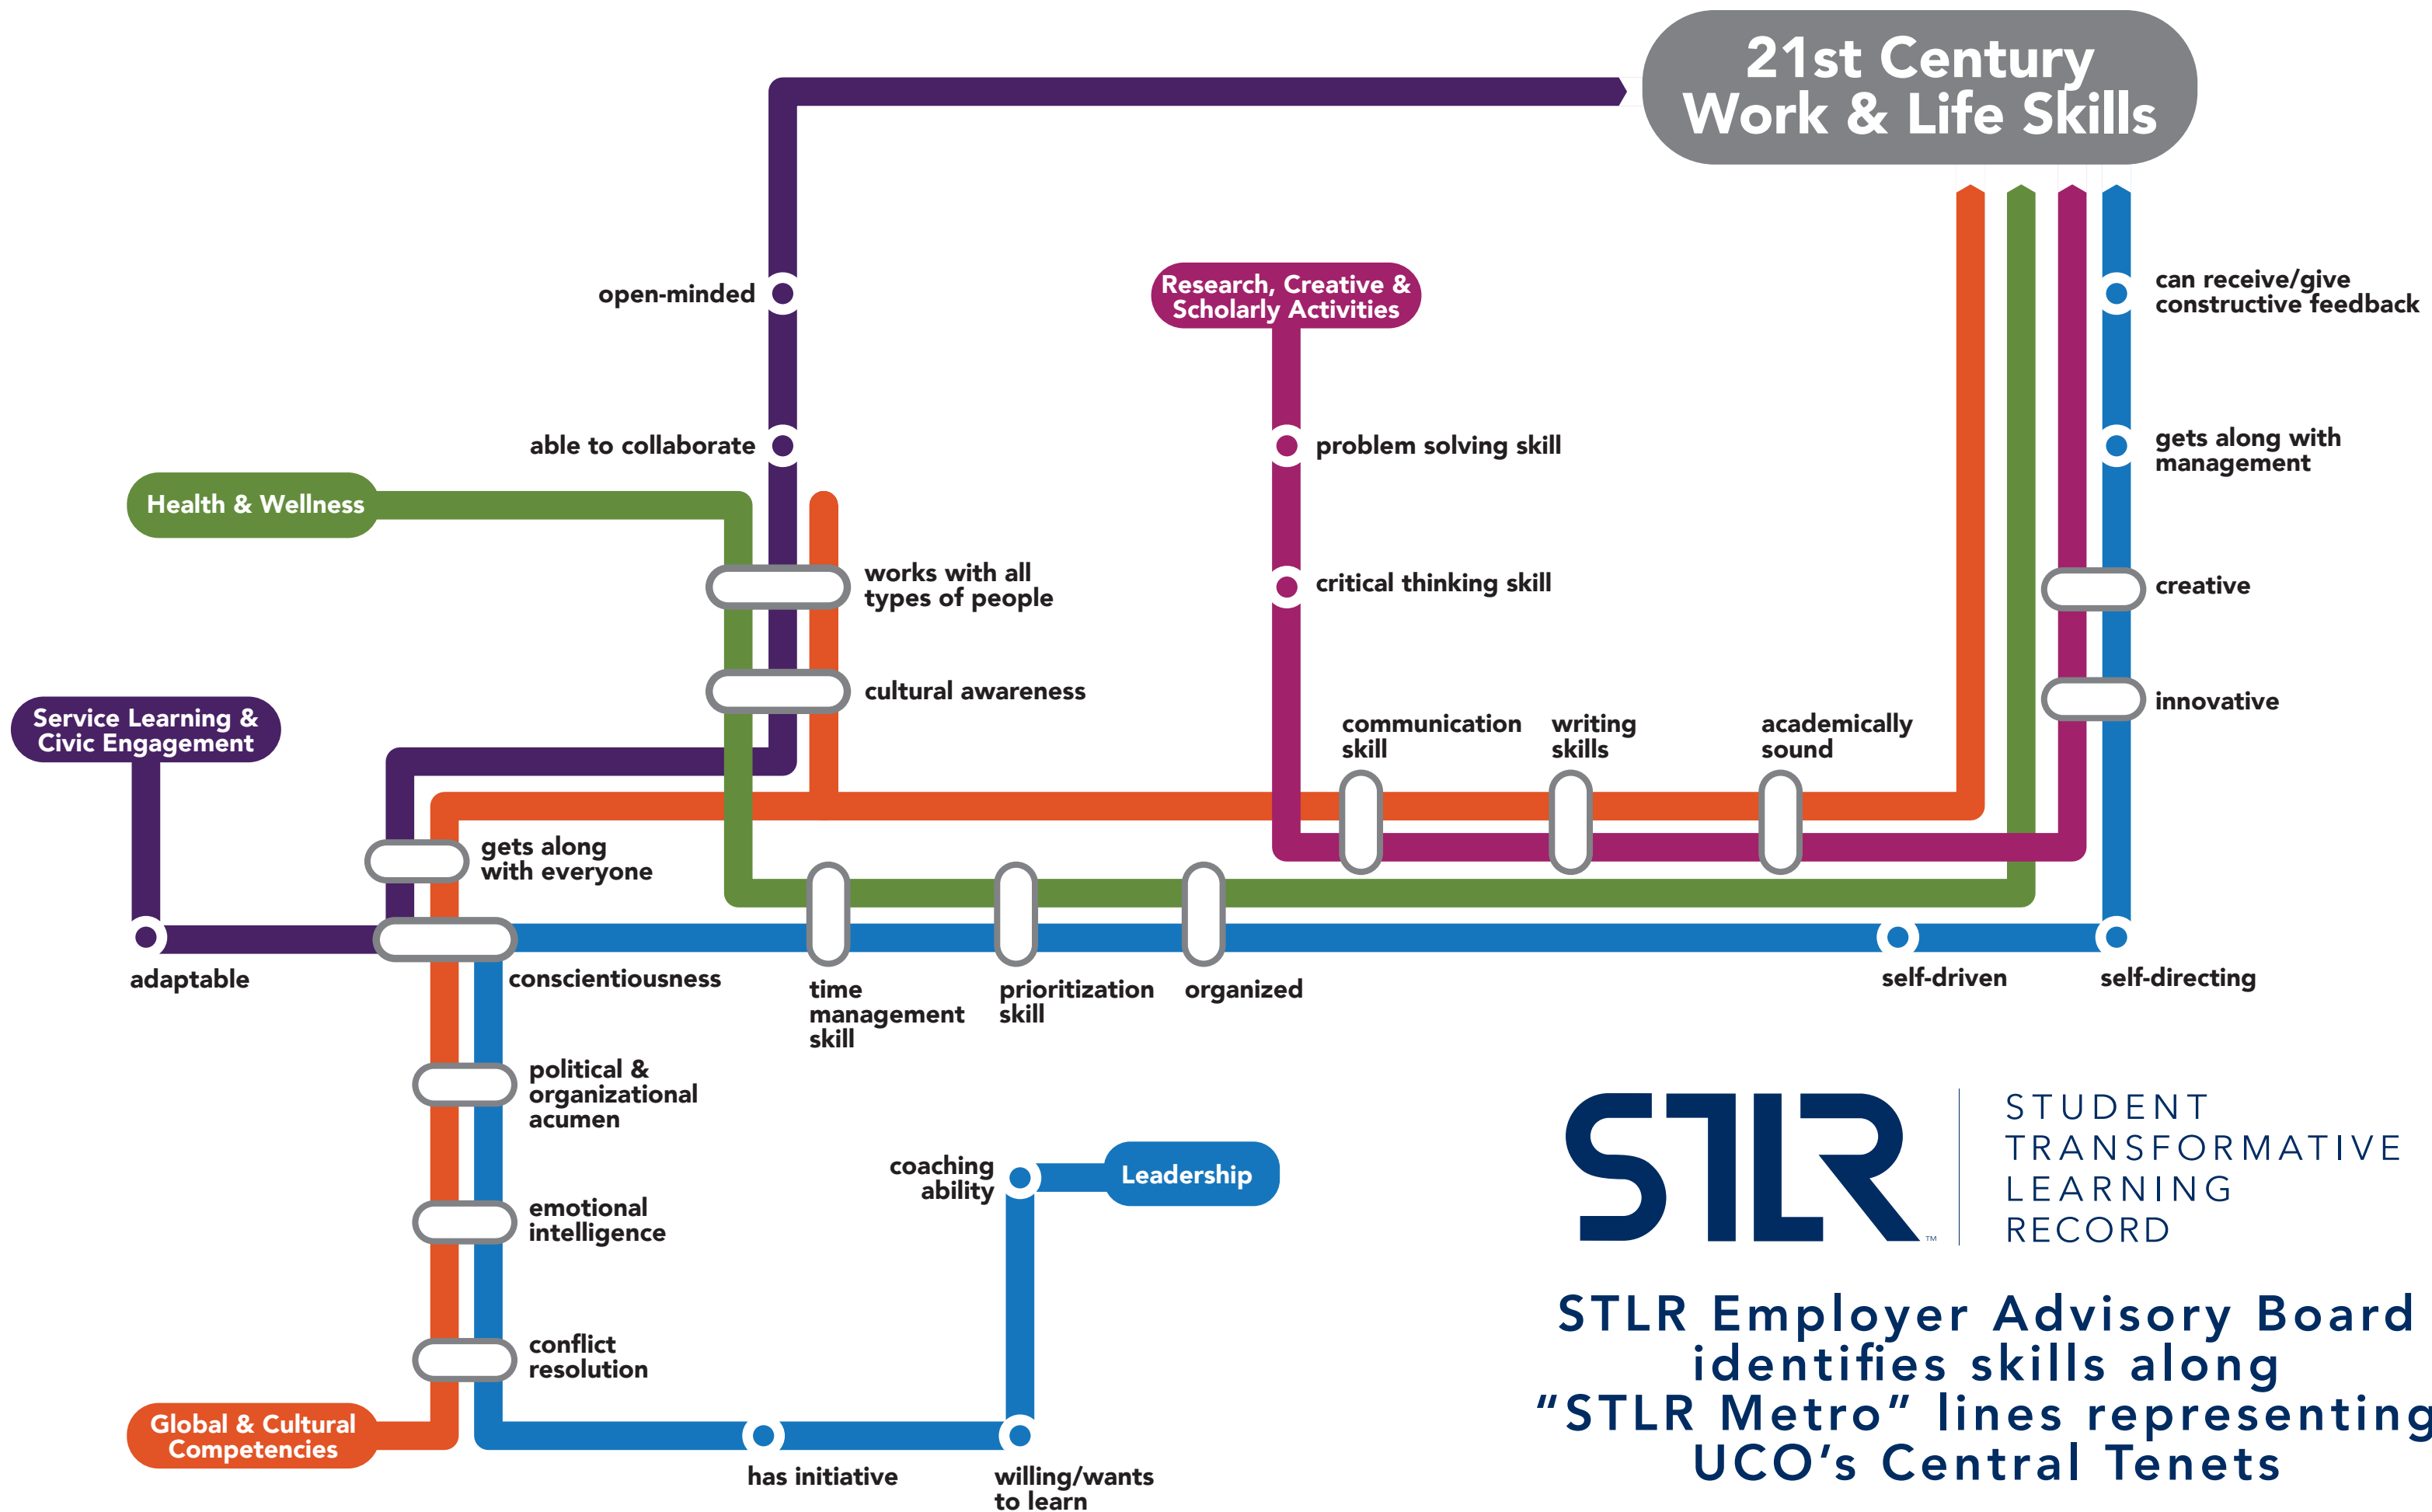 21st Century
Work & Life Skills
open-minded
Research, Creative &
Scholarly Activities
can receive/give
constructive feedback
able to collaborate
problem solving skill
gets along with
management
Health & Wellness
works with all
types of people
critical thinking skill
creative
cultural awareness
innovative
Service Learning &
Civic Engagement
communication
skill
writing
skills
academically
sound
gets along
with everyone
adaptable
conscientiousness
time
management
skill
prioritization
skill
organized
self-driven
self-directing
political &
organizational
acumen
coaching
ability
Leadership
emotional
intelligence
conflict
resolution
Global & Cultural
Competencies
has initiative
willing/wants
to learn
STLR™
STUDENT
TRANSFORMATIVE
LEARNING
RECORD
STLR Employer Advisory Board
identifies skills along
“STLR Metro” lines representing
UCO’s Central Tenets